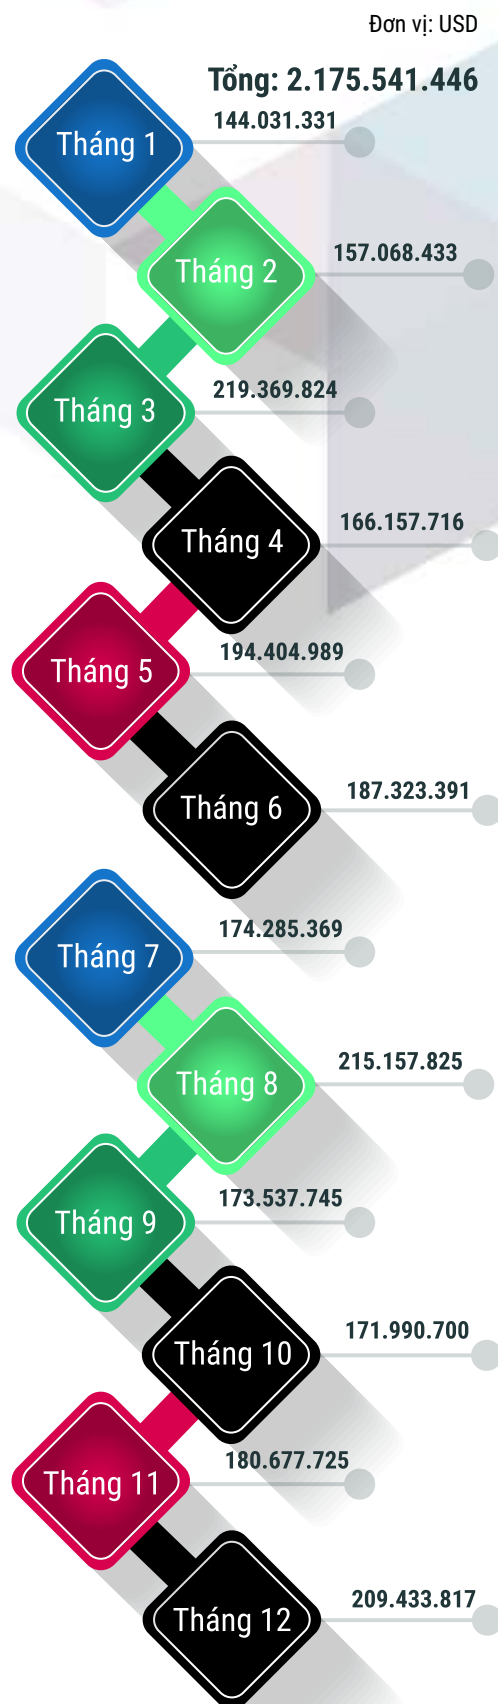 Đơn vị: USD
Tổng: 2.175.541.446
Tháng 1
144.031.331
Tháng 2
157.068.433
Tháng 3
219.369.824
Tháng 4
166.157.716
Tháng 5
194.404.989
Tháng 6
187.323.391
Tháng 7
174.285.369
Tháng 8
215.157.825
Tháng 9
173.537.745
Tháng 10
171.990.700
Tháng 11
180.677.725
Tháng 12
209.433.817